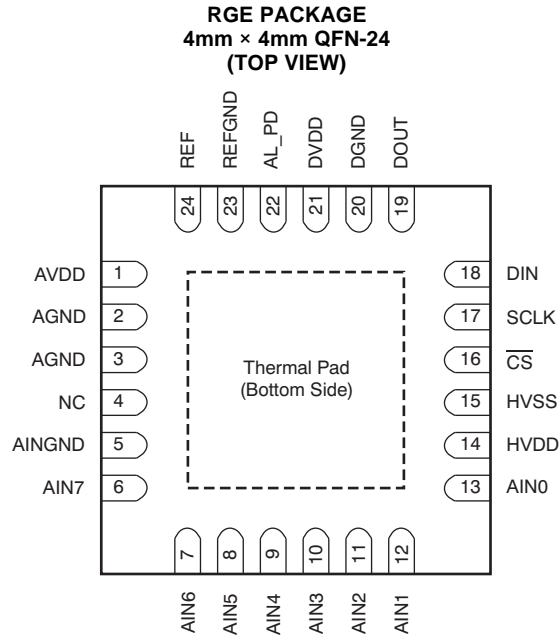 RGE PACKAGE
4mm × 4mm QFN-24
(TOP VIEW)
REF
REFGND
AL_PD
DVDD
DGND
DOUT
24
23
22
21
20
19
AVDD 1
18 DIN
AGND 2
17 SCLK
AGND 3
16 C̅S̅
NC 4
15 HVSS
AINGND 5
14 HVDD
AIN7 6
13 AIN0
Thermal Pad
(Bottom Side)
7
8
9
10
11
12
AIN6
AIN5
AIN4
AIN3
AIN2
AIN1